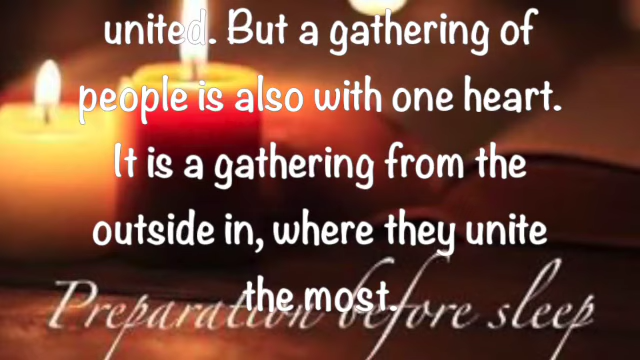 united. But a gathering of
people is also with one heart.
It is a gathering from the
outside in, where they unite
the most.
Preparation before sleep